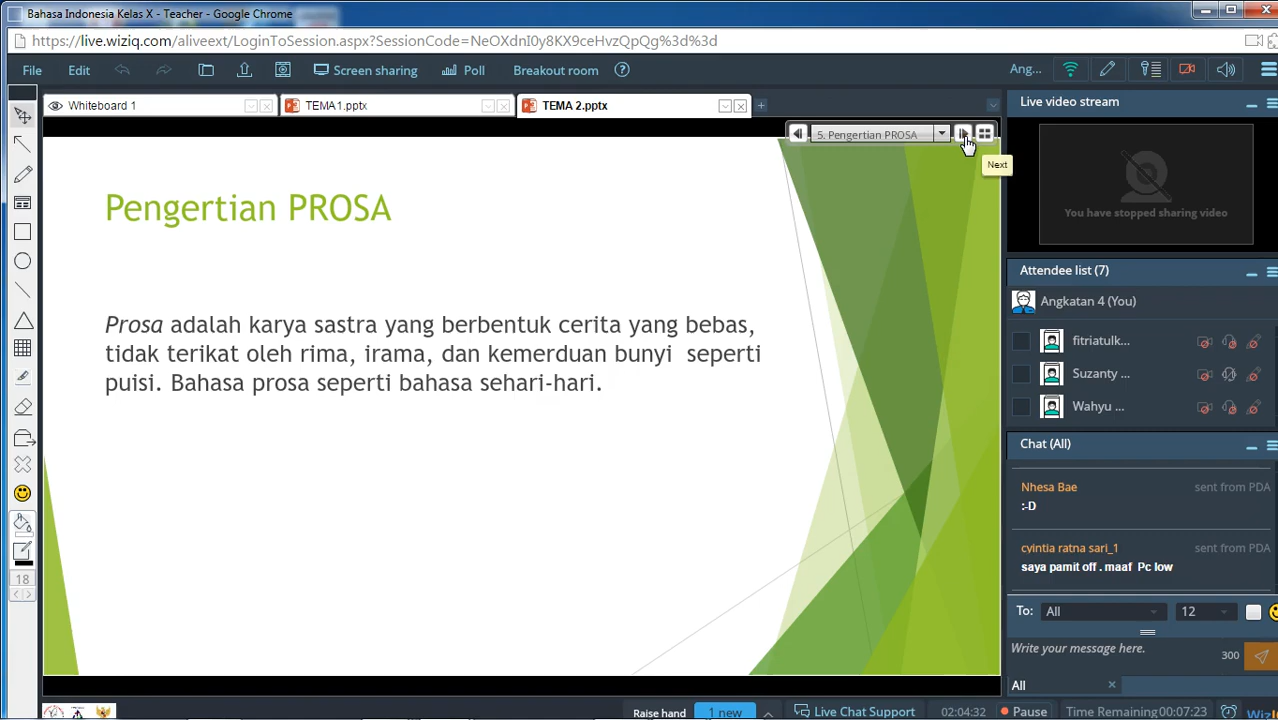 Bahasa Indonesia Kelas X - Teacher - Google Chrome
https://live.wiziq.com/aliveext/LoginToSession.aspx?SessionCode=NeOXdnI0y8KX9ceHvzQpQg%3d%3d
File Edit Screen sharing Poll Breakout room Ang...
Whiteboard 1 TEMA1.pptx TEMA 2.pptx
5. Pengertian PROSA
Next
Pengertian PROSA
Prosa adalah karya sastra yang berbentuk cerita yang bebas,
tidak terikat oleh rima, irama, dan kemerduan bunyi seperti
puisi. Bahasa prosa seperti bahasa sehari-hari.
18
Live video stream
You have stopped sharing video
Attendee list (7)
Angkatan 4 (You)
fitriatulk...
Suzanty ...
Wahyu ...
Chat (All)
Nhesa Bae sent from PDA
:-D
cyintia ratna sari_1 sent from PDA
saya pamit off . maaf Pc low
To: All 12
Write your message here. 300
All
Raise hand 1 new Live Chat Support 02:04:32 Pause Time Remaining 00:07:23 WizI